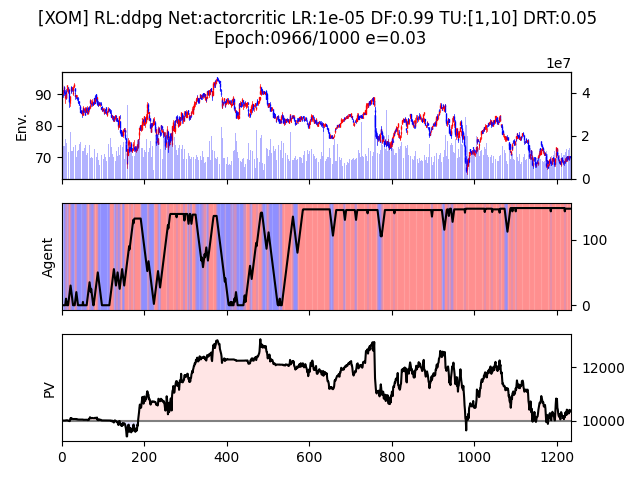 [XOM] RL:ddpg Net:actorcritic LR:1e-05 DF:0.99 TU:[1,10] DRT:0.05
Epoch:0966/1000 e=0.03
1e7
Env.
90
80
70
4
2
0
Agent
100
0
PV
12000
10000
0 200 400 600 800 1000 1200